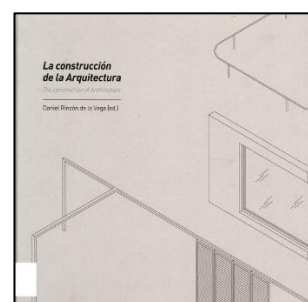 La construcción
de la Arquitectura
The construction of Architecture
Daniel Rincón de la Vega (ed.)